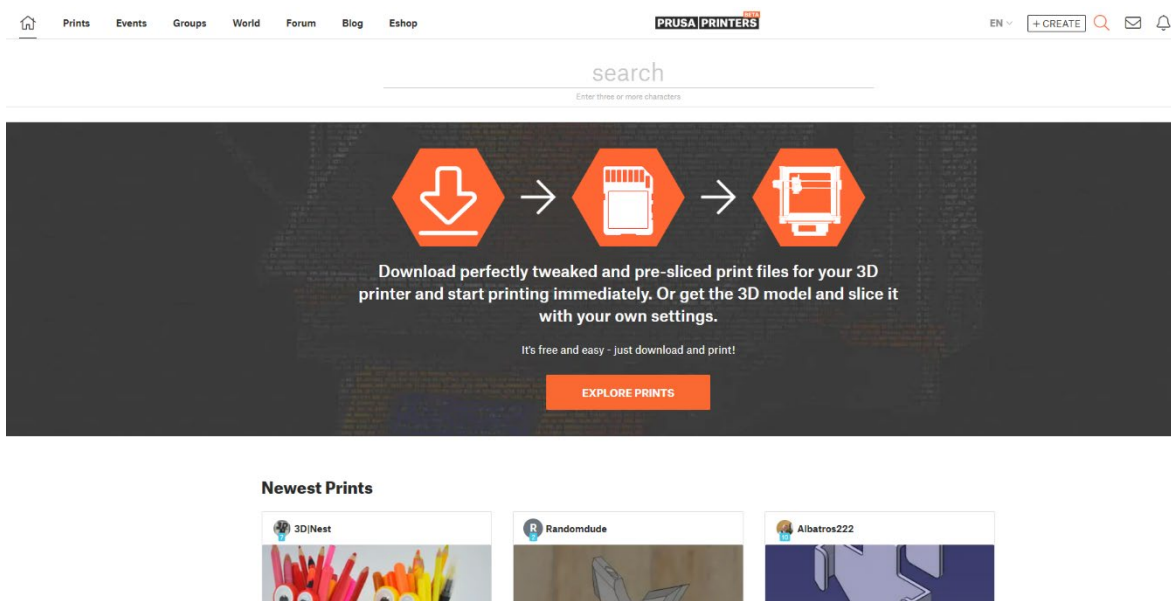 Prints Events Groups World Forum Blog Eshop PRUSA PRINTERS BETA EN + CREATE
search
Enter three or more characters
Download perfectly tweaked and pre-sliced print files for your 3D
printer and start printing immediately. Or get the 3D model and slice it
with your own settings.
It's free and easy - just download and print!
EXPLORE PRINTS
Newest Prints
3D|Nest R Randomdude Albatros222